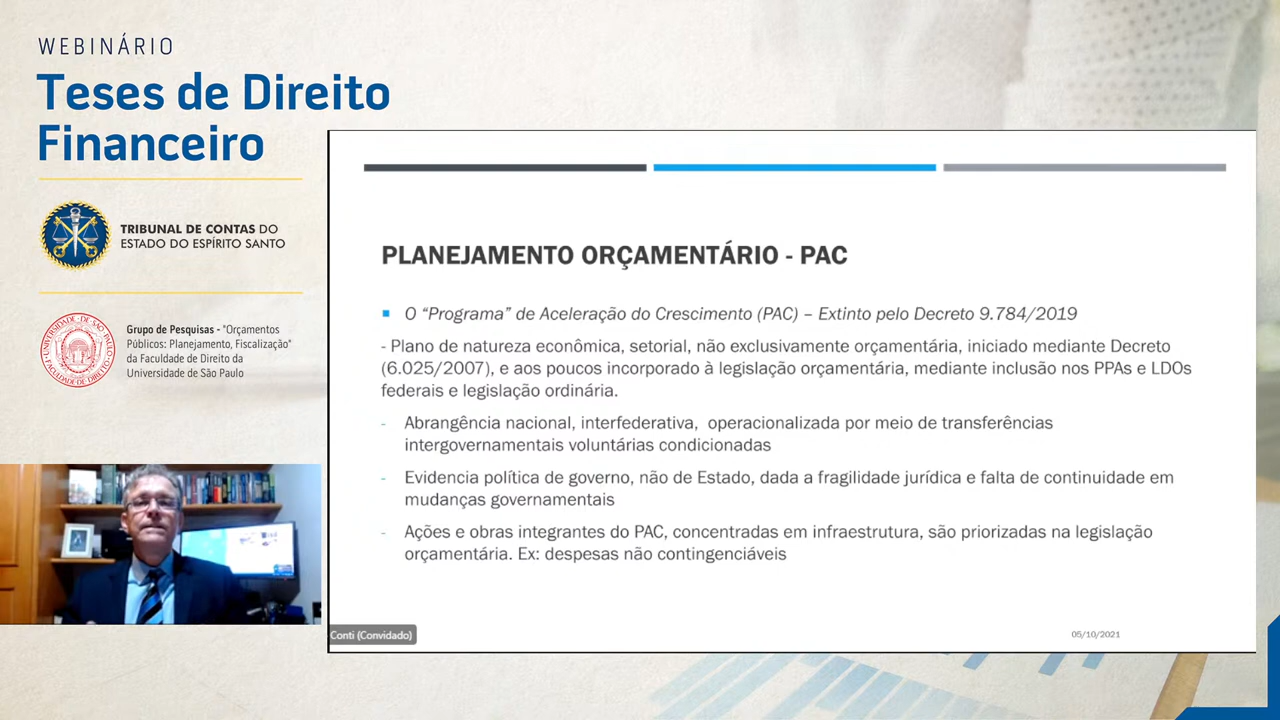 WEBINÁRIO
Teses de Direito
Financeiro
TRIBUNAL DE CONTAS DO
ESTADO DO ESPÍRITO SANTO
Grupo de Pesquisas - "Orçamentos
Públicos: Planejamento, Fiscalização"
da Faculdade de Direito da
Universidade de São Paulo
PLANEJAMENTO ORÇAMENTÁRIO - PAC
O “Programa” de Aceleração do Crescimento (PAC) – Extinto pelo Decreto 9.784/2019
- Plano de natureza econômica, setorial, não exclusivamente orçamentária, iniciado mediante Decreto
(6.025/2007), e aos poucos incorporado à legislação orçamentária, mediante inclusão nos PPAs e LDOs
federais e legislação ordinária.
- Abrangência nacional, interfederativa, operacionalizada por meio de transferências
intergovernamentais voluntárias condicionadas
- Evidencia política de governo, não de Estado, dada a fragilidade jurídica e falta de continuidade em
mudanças governamentais
- Ações e obras integrantes do PAC, concentradas em infraestrutura, são priorizadas na legislação
orçamentária. Ex: despesas não contingenciáveis
Conti (Convidado)
05/10/2021